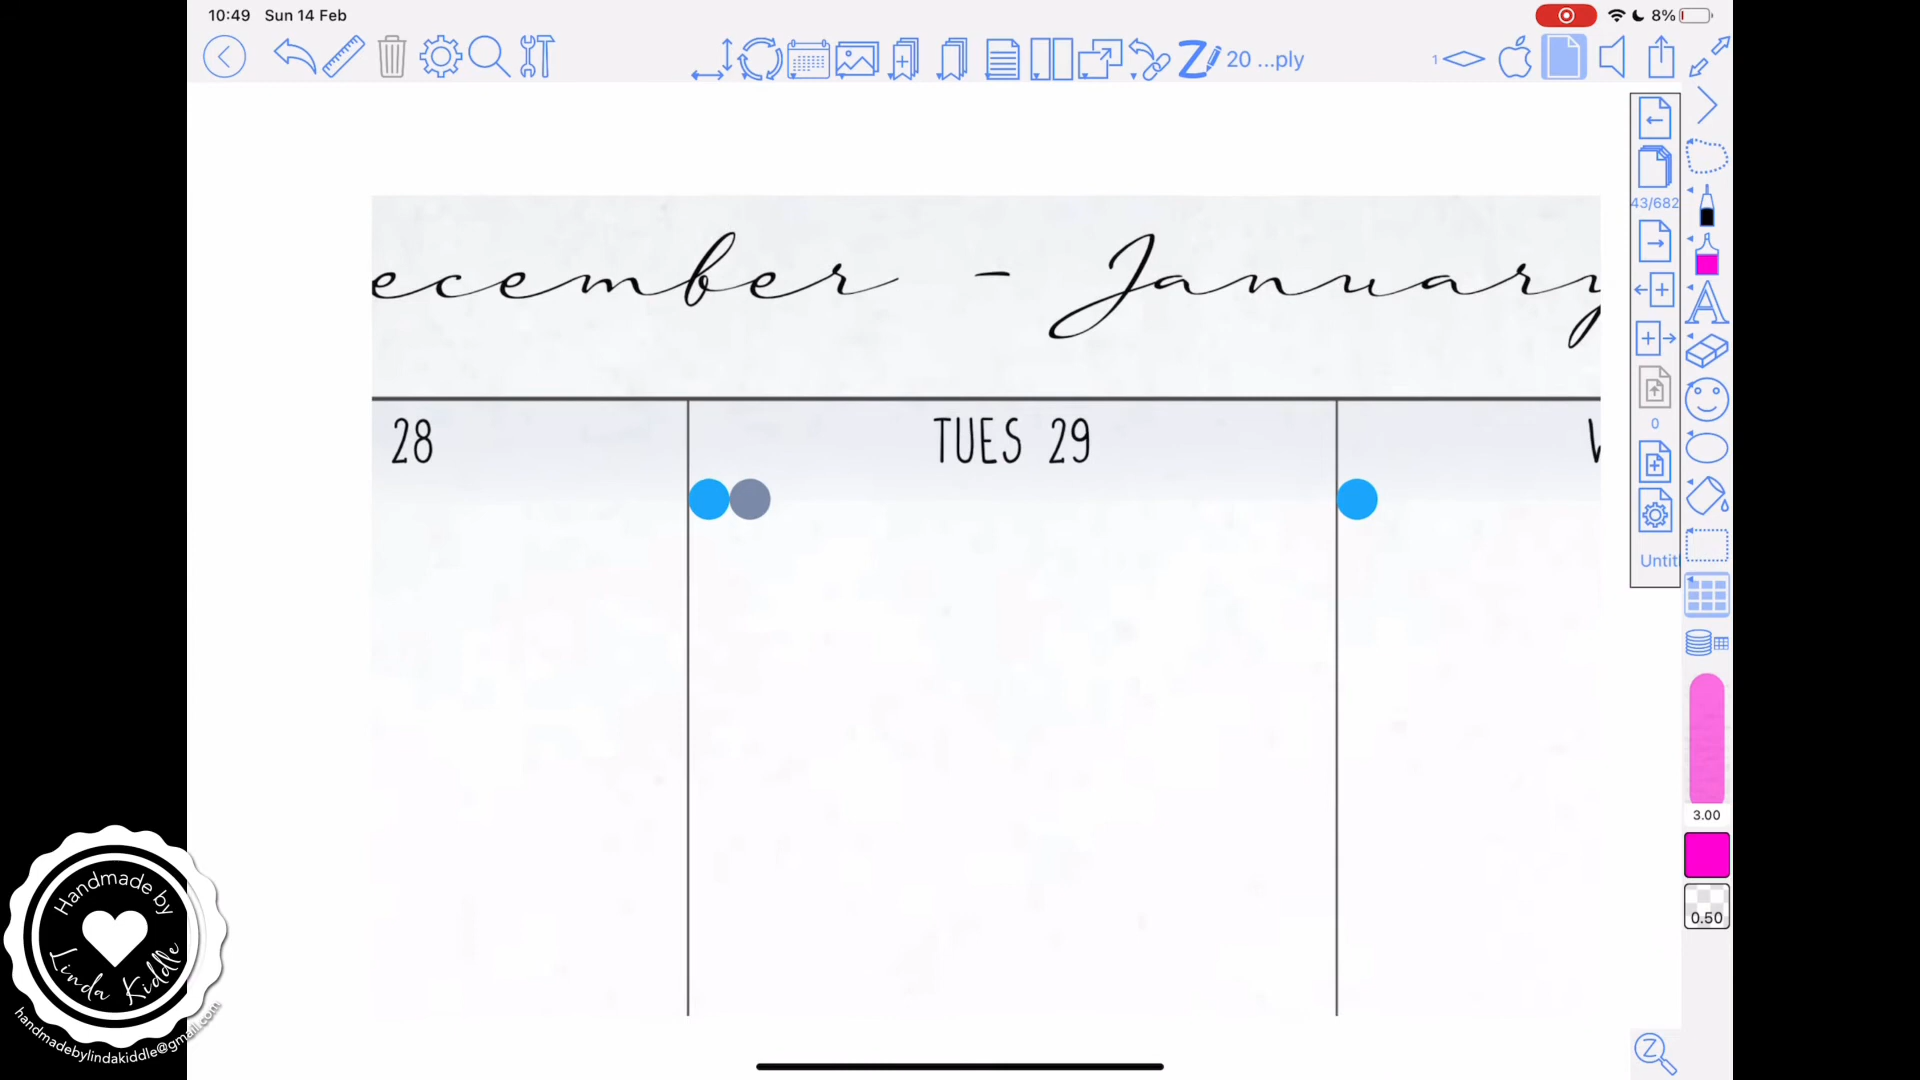 10:49 Sun 14 Feb
8%
Z 20 ...ply
1
43/682
ecember - January
28
TUES 29
0
Untit
3.00
0.50
Z
Handmade by
Linda Kiddle
handmadebylindakiddle@gmail.com